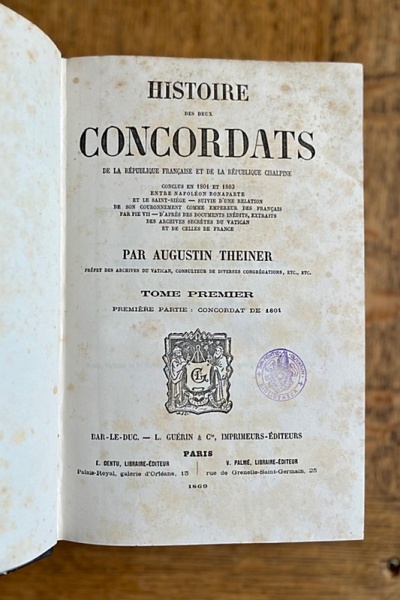 HISTOIRE
DES DEUX
CONCORDATS
DE LA RÉPUBLIQUE FRANÇAISE ET DE LA RÉPUBLIQUE CISALPINE
CONCLUS EN 1801 ET 1803
ENTRE NAPOLÉON BONAPARTE
ET LE SAINT-SIÉGE — SUIVIE D'UNE RELATION
DE SON COURONNEMENT COMME EMPEREUR DES FRANÇAIS
PAR PIE VII — D'APRÈS DES DOCUMENTS INÉDITS, EXTRAITS
DES ARCHIVES SECRÈTES DU VATICAN
ET DE CELLES DE FRANCE
PAR AUGUSTIN THEINER
PRÉFET DES ARCHIVES DU VATICAN, CONSULTEUR DE DIVERSES CONGRÉGATIONS, ETC., ETC.
TOME PREMIER
PREMIÈRE PARTIE : CONCORDAT DE 1801
BAR-LE-DUC. — L. GUÉRIN & Cie, IMPRIMEURS-ÉDITEURS
PARIS
E. DENTU, LIBRAIRE-ÉDITEUR
Palais-Royal, galerie d'Orléans, 13
V. PALMÉ, LIBRAIRE-ÉDITEUR
rue de Grenelle-Saint-Germain, 25
1869